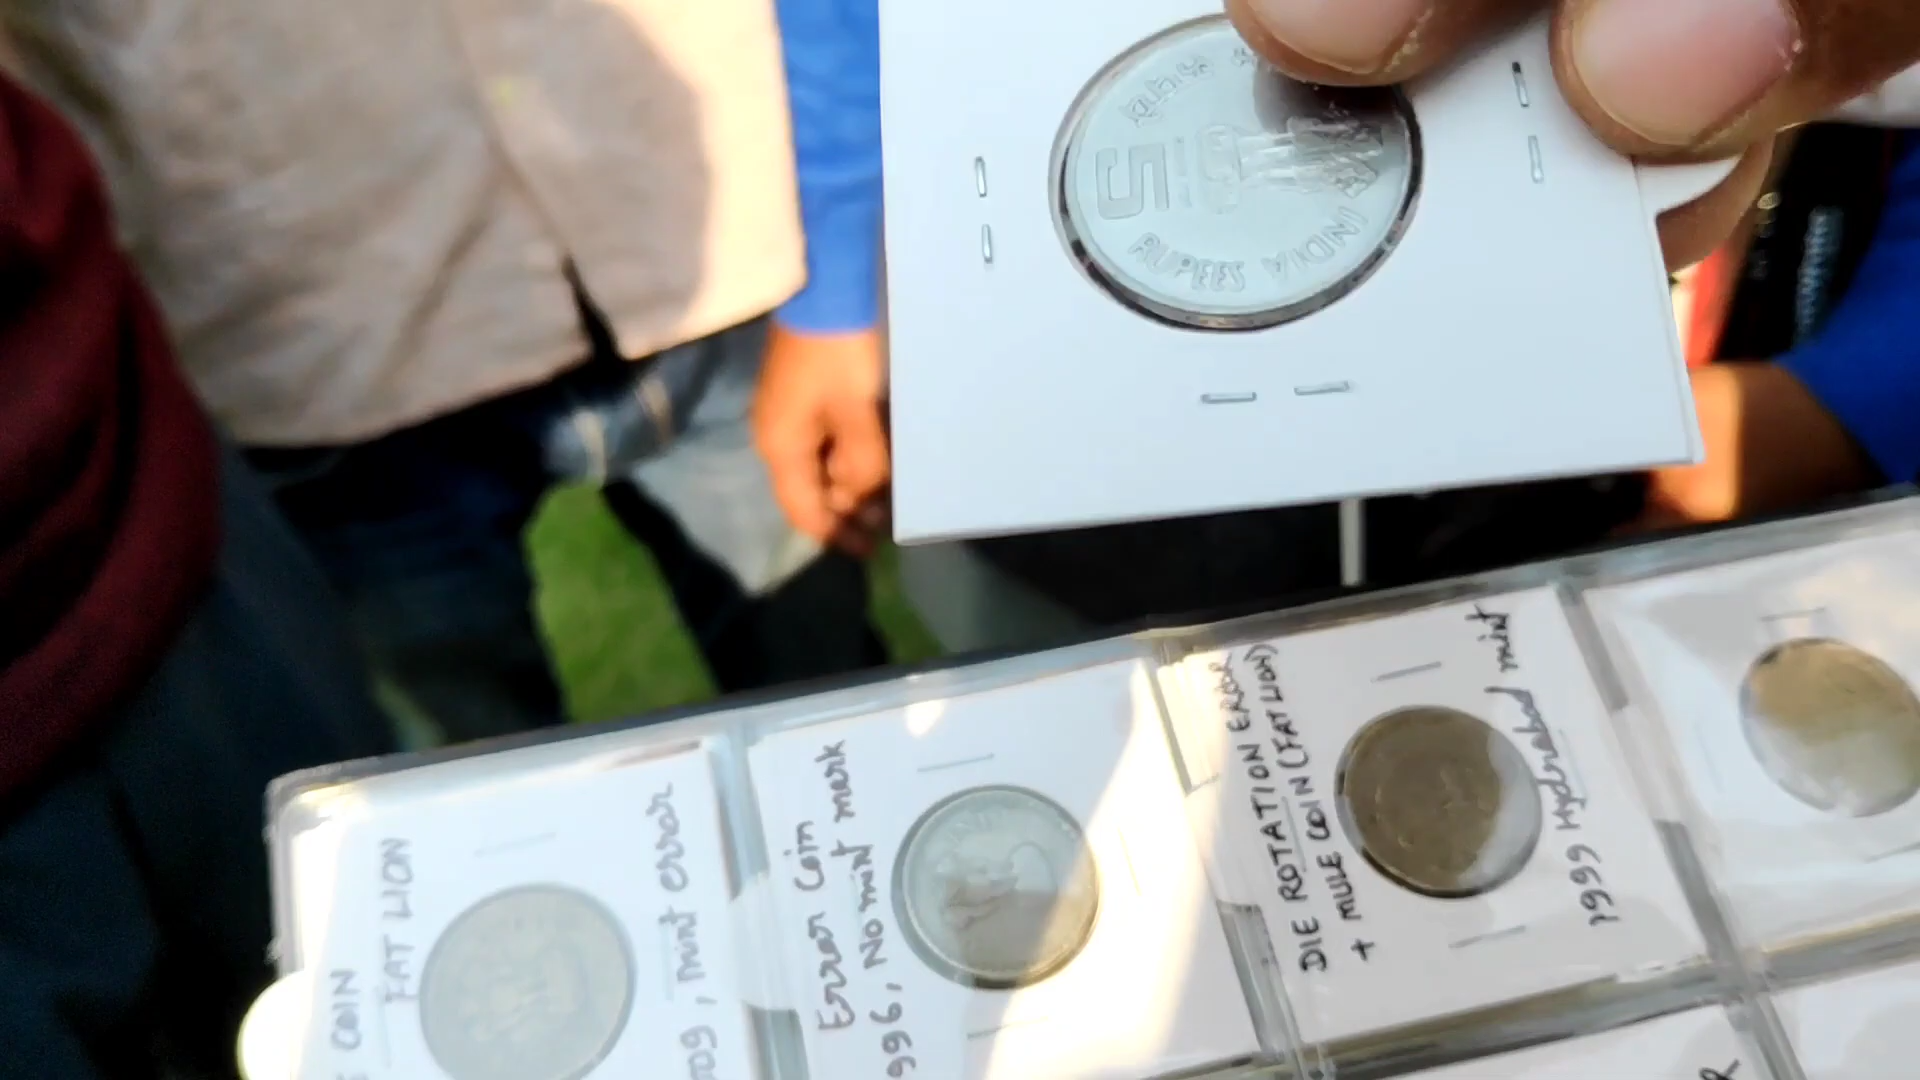 5
RUPEES INDIA
COIN
FAT LION
mint error
Error Coin
996, No mint mark
DIE ROTATION ERROR
+ MULE COIN (FAT LION)
1999 Hyderabad mint